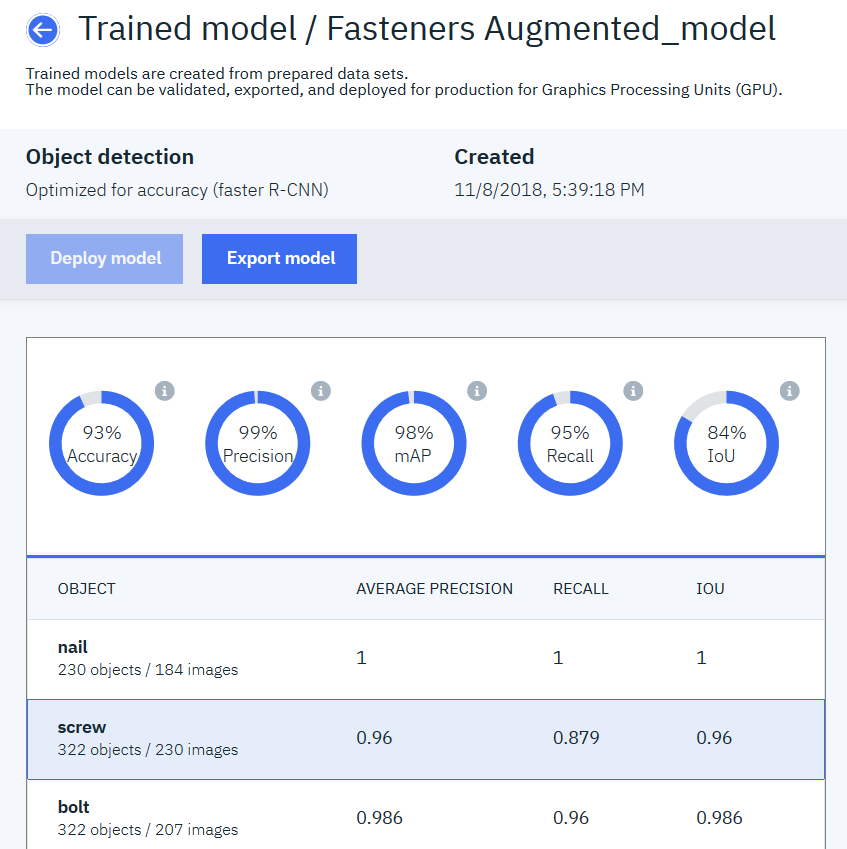 Trained model / Fasteners Augmented_model
Trained models are created from prepared data sets.
The model can be validated, exported, and deployed for production for Graphics Processing Units (GPU).
Object detection
Optimized for accuracy (faster R-CNN)
Created
11/8/2018, 5:39:18 PM
Deploy model
Export model
93%
Accuracy
99%
Precision
98%
mAP
95%
Recall
84%
IoU
OBJECT AVERAGE PRECISION RECALL IOU
nail
230 objects / 184 images
1 1 1
screw
322 objects / 230 images
0.96 0.879 0.96
bolt
322 objects / 207 images
0.986 0.96 0.986